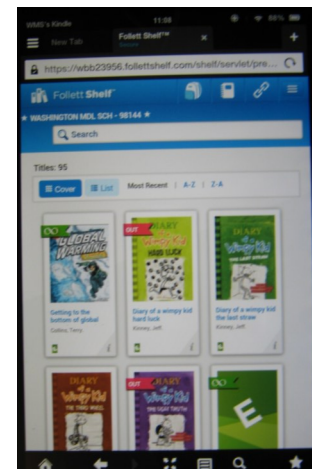 WMS's Kindle 11:08 88%
New Tab Follett Shelf™ × +
Secure
https://wbb23956.follettshelf.com/shelf/servlet/pre...
Follett Shelf™
★ WASHINGTON MDL SCH - 98144 ★
Search
Titles: 95
Cover List Most Recent | A-Z | Z-A
GLOBAL WARMING
OUT DIARY of a Wimpy Kid HARD LUCK
DIARY of a Wimpy Kid THE LAST STRAW
Getting to the bottom of global
Collins, Terry
Diary of a wimpy kid hard luck
Kinney, Jeff
Diary of a wimpy kid the last straw
Kinney, Jeff
DIARY of a Wimpy Kid THE THIRD WHEEL
OUT DIARY of a Wimpy Kid THE UGLY TRUTH
E